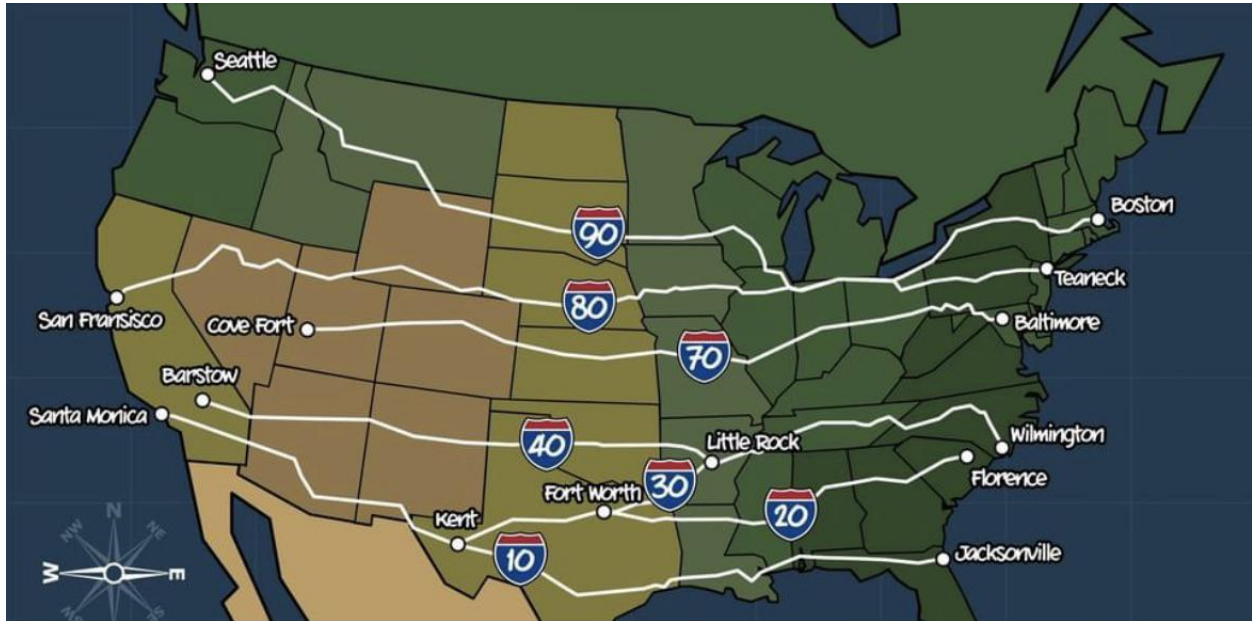 Seattle
90
Boston
80
Teaneck
San Fransisco
Cove Fort
Baltimore
70
Barstow
Santa Monica
40
Little Rock
Wilmington
Fort Worth
30
Florence
20
Kent
10
Jacksonville
N
NW
NE
W
E
SW
S